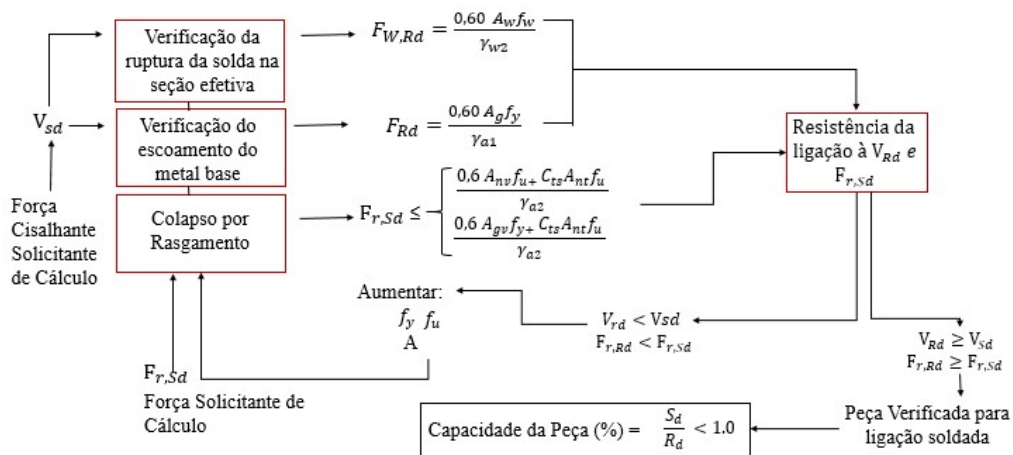 Verificação da
ruptura da solda na
seção efetiva
F_{W,Rd} = \frac{0,60 A_w f_w}{γ_{w2}}
V_{sd}
Verificação do
escoamento do
metal base
F_{Rd} = \frac{0,60 A_g f_y}{γ_{a1}}
Resistência da
ligação à V_{Rd} e
F_{r,Sd}
Força
Cisalhante
Solicitante
de Cálculo
Colapso por
Rasgamento
F_{r,Sd} ≤ { \frac{0,6 A_{nv} f_{u+} C_{ts} A_{nt} f_u}{γ_{a2}}
\frac{0,6 A_{gv} f_{y+} C_{ts} A_{nt} f_u}{γ_{a2}}
Aumentar:
f_y f_u
A
V_{rd} < Vsd
F_{r,Rd} < F_{r,Sd}
V_{Rd} ≥ V_{Sd}
F_{r,Rd} ≥ F_{r,Sd}
F_{r,Sd}
Força Solicitante de
Cálculo
Capacidade da Peça (%) = \frac{S_d}{R_d} < 1.0
Peça Verificada para
ligação soldada